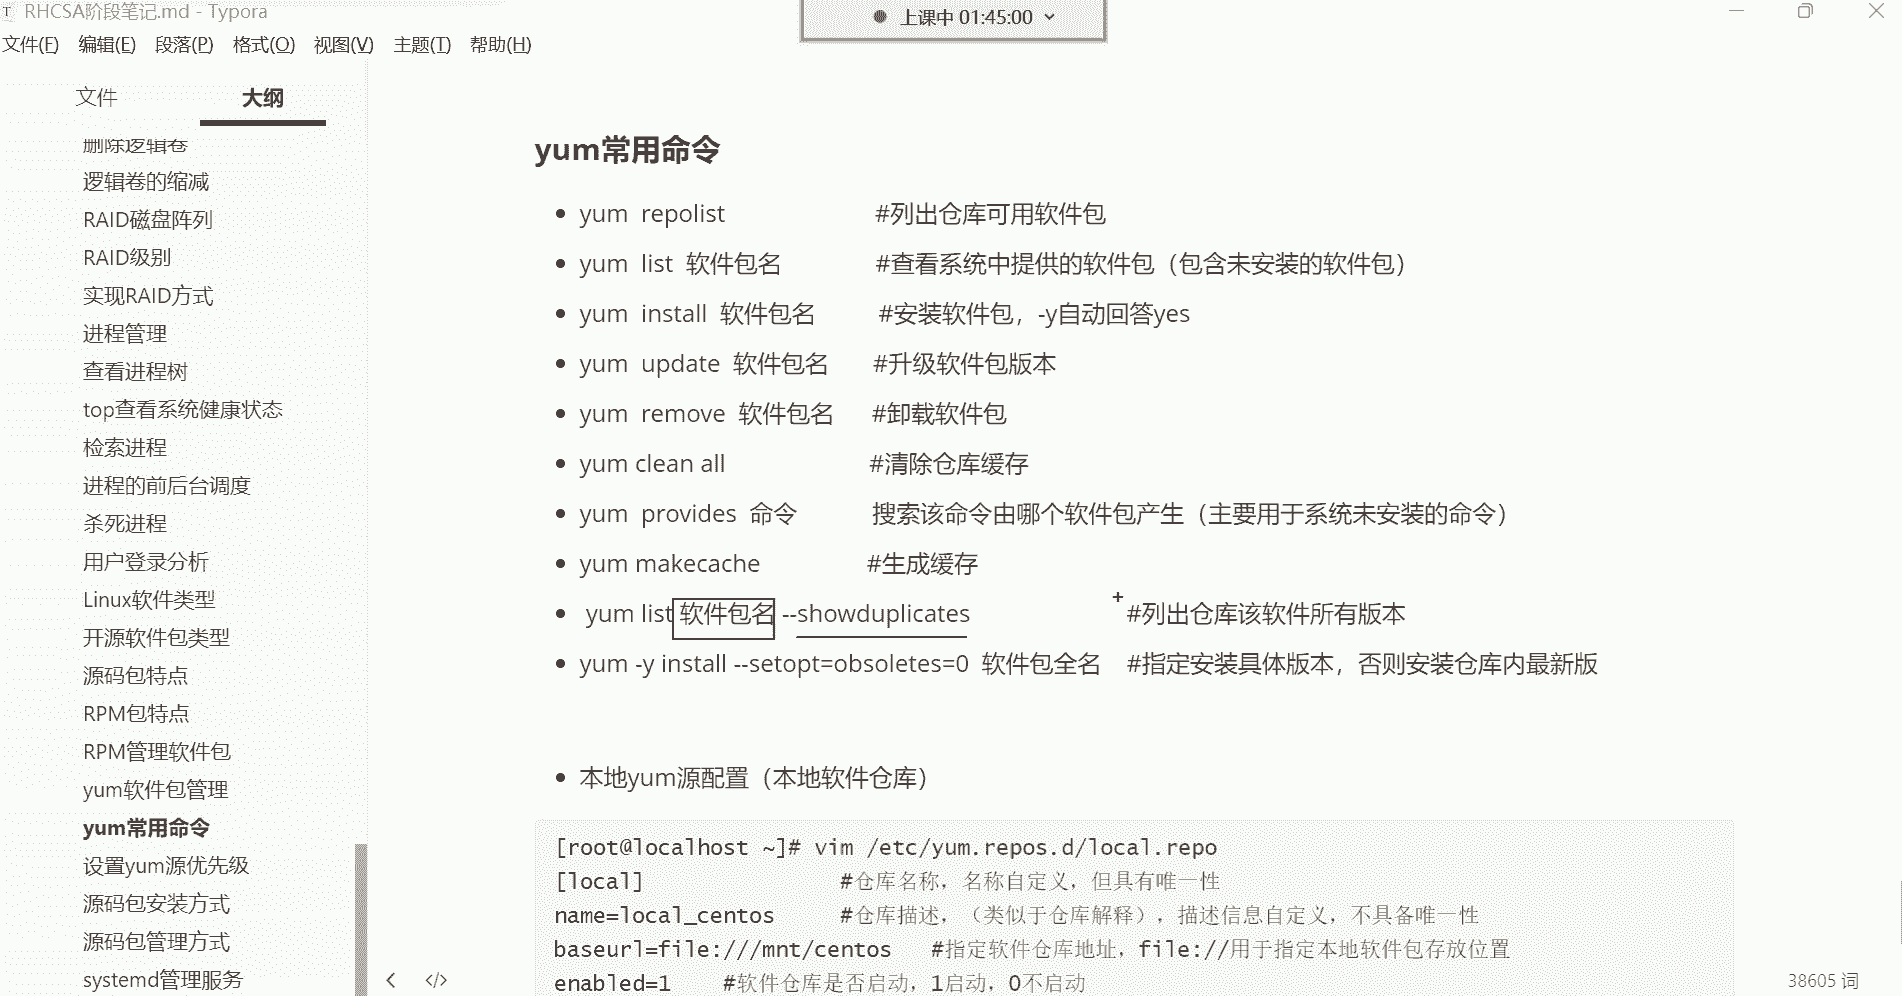 RHCSA阶段笔记.md - Typora
上课中 01:45:00
文件(F) 编辑(E) 段落(P) 格式(O) 视图(V) 主题(T) 帮助(H)
文件 大纲
删除逻辑卷
逻辑卷的缩减
RAID磁盘阵列
RAID级别
实现RAID方式
进程管理
查看进程树
top查看系统健康状态
检索进程
进程的前后台调度
杀死进程
用户登录分析
Linux软件类型
开源软件包类型
源码包特点
RPM包特点
RPM管理软件包
yum软件包管理
yum常用命令
设置yum源优先级
源码包安装方式
源码包管理方式
systemd管理服务
yum常用命令
yum repolist #列出仓库可用软件包
yum list 软件包名 #查看系统中提供的软件包（包含未安装的软件包）
yum install 软件包名 #安装软件包，-y自动回答yes
yum update 软件包名 #升级软件包版本
yum remove 软件包名 #卸载软件包
yum clean all #清除仓库缓存
yum provides 命令 搜索该命令由哪个软件包产生（主要用于系统未安装的命令）
yum makecache #生成缓存
yum list 软件包名 --showduplicates #列出仓库该软件所有版本
yum -y install --setopt=obsoletes=0 软件包全名 #指定安装具体版本，否则安装仓库内最新版
本地yum源配置（本地软件仓库）
[root@localhost ~]# vim /etc/yum.repos.d/local.repo
[local] #仓库名称，名称自定义，但具有唯一性
name=local_centos #仓库描述，（类似于仓库解释），描述信息自定义，不具备唯一性
baseurl=file:///mnt/centos #指定软件仓库地址，file://用于指定本地软件包存放位置
enabled=1 #软件仓库是否启动，1启动，0不启动
38605 词